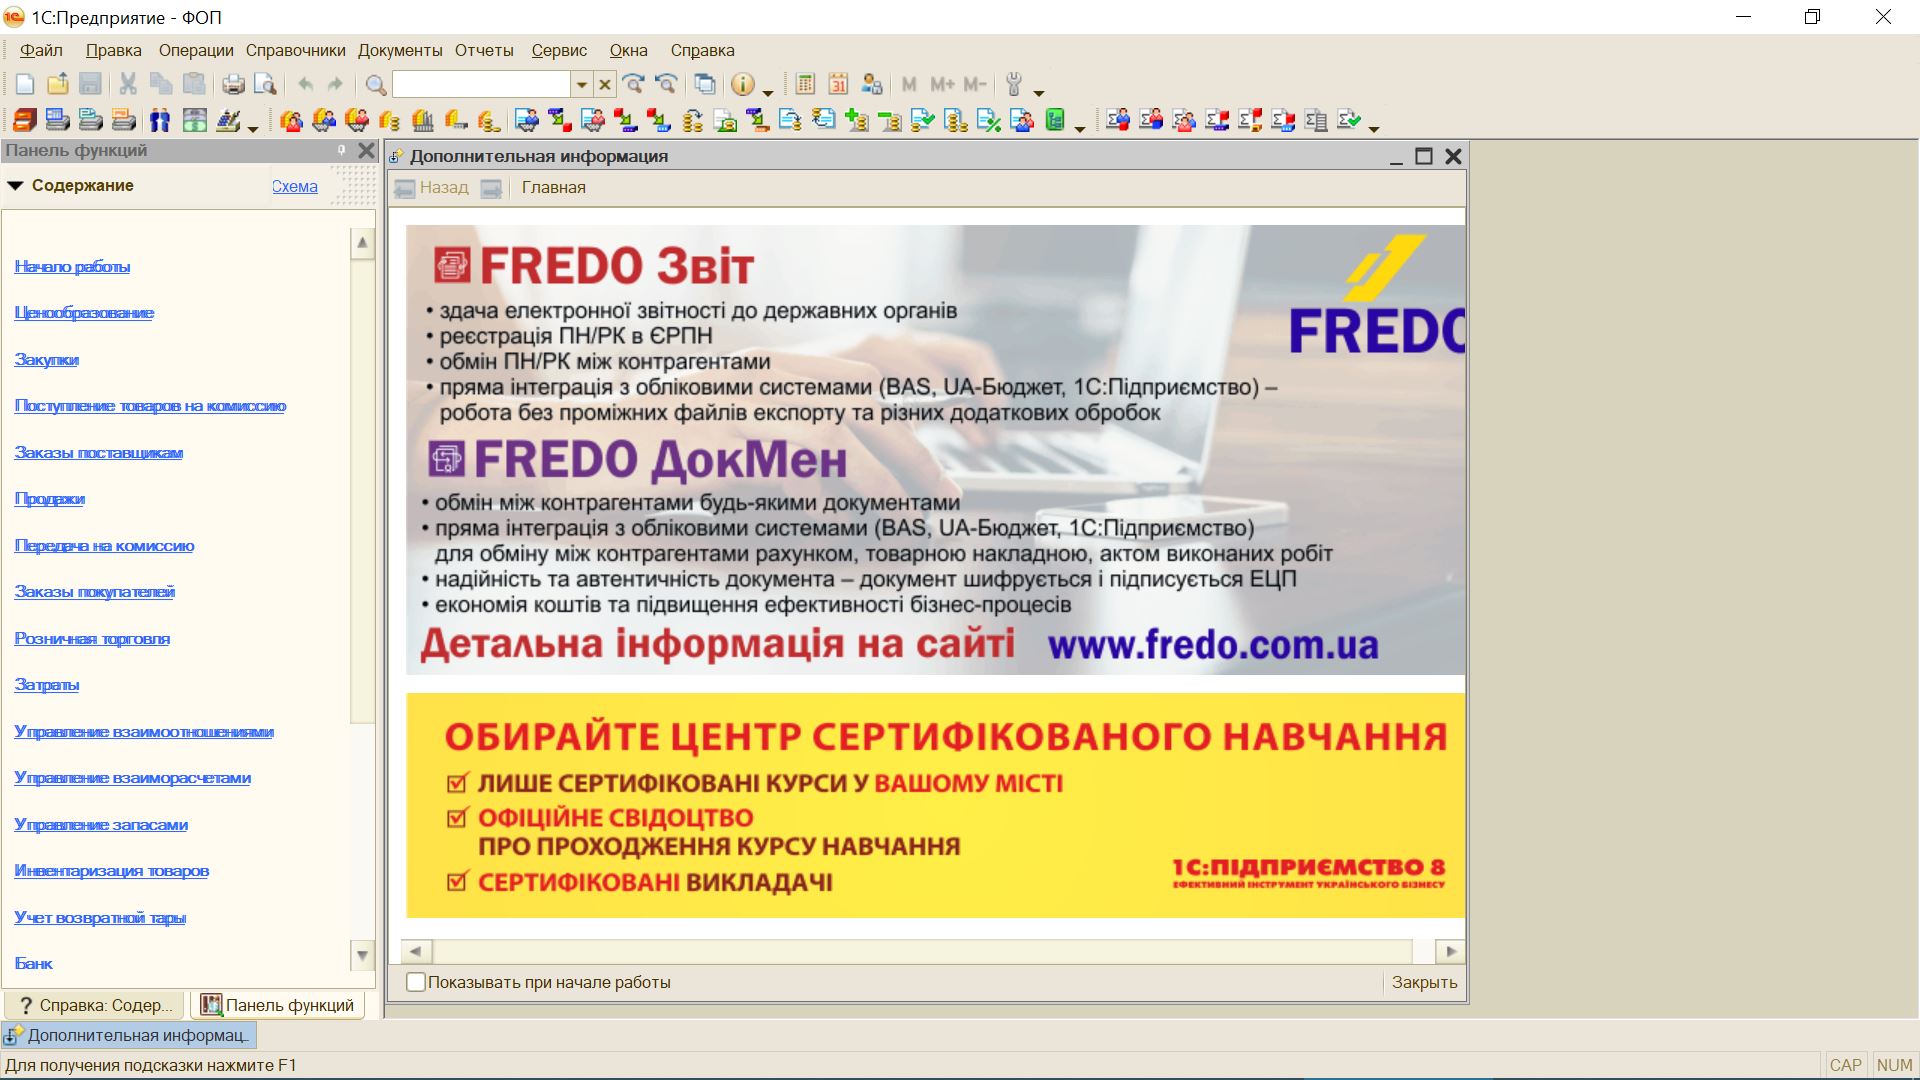 1С:Предприятие - ФОП
Файл Правка Операции Справочники Документы Отчеты Сервис Окна Справка
31 M M+ M-
Панель функций
Содержание Схема
Начало работы
Ценообразование
Закупки
Поступление товаров на комиссию
Заказы поставщикам
Продажи
Передача на комиссию
Заказы покупателей
Розничная торговля
Затраты
Управление взаимоотношениями
Управление взаиморасчетами
Управление запасами
Инвентаризация товаров
Учет возвратной тары
Банк
? Справка: Содер...
Панель функций
Дополнительная информация
Назад Главная
FREDO Звіт
• здача електронної звітності до державних органів
• реєстрація ПН/РК в ЄРПН
• обмін ПН/РК між контрагентами
• пряма інтеграція з обліковими системами (BAS, UA-Бюджет, 1С:Підприємство) –
робота без проміжних файлів експорту та різних додаткових обробок
FREDO
FREDO ДокМен
• обмін між контрагентами будь-якими документами
• пряма інтеграція з обліковими системами (BAS, UA-Бюджет, 1С:Підприємство)
для обміну між контрагентами рахунком, товарною накладною, актом виконаних робіт
• надійність та автентичність документа – документ шифрується і підписується ЕЦП
• економія коштів та підвищення ефективності бізнес-процесів
Детальна інформація на сайті www.fredo.com.ua
ОБИРАЙТЕ ЦЕНТР СЕРТИФІКОВАНОГО НАВЧАННЯ
ЛИШЕ СЕРТИФІКОВАНІ КУРСИ У ВАШОМУ МІСТІ
ОФІЦІЙНЕ СВІДОЦТВО
ПРО ПРОХОДЖЕННЯ КУРСУ НАВЧАННЯ
СЕРТИФІКОВАНІ ВИКЛАДАЧІ
1С:ПІДПРИЄМСТВО 8
ЕФЕКТИВНИЙ ІНСТРУМЕНТ УКРАЇНСЬКОГО БІЗНЕСУ
Показывать при начале работы
Закрыть
Дополнительная информац..
Для получения подсказки нажмите F1
CAP NUM